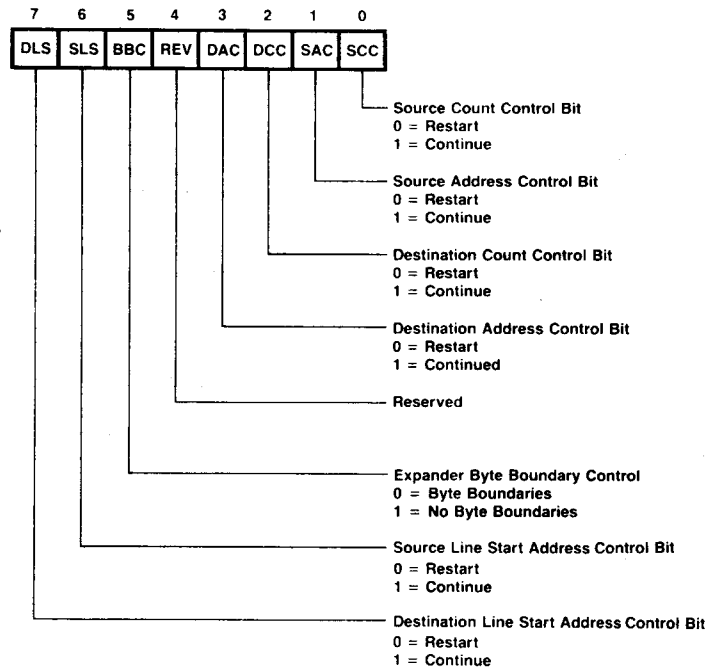 7 6 5 4 3 2 1 0
DLS SLS BBC REV DAC DCC SAC SCC
Source Count Control Bit
0 = Restart
1 = Continue
Source Address Control Bit
0 = Restart
1 = Continue
Destination Count Control Bit
0 = Restart
1 = Continue
Destination Address Control Bit
0 = Restart
1 = Continued
Reserved
Expander Byte Boundary Control
0 = Byte Boundaries
1 = No Byte Boundaries
Source Line Start Address Control Bit
0 = Restart
1 = Continue
Destination Line Start Address Control Bit
0 = Restart
1 = Continue